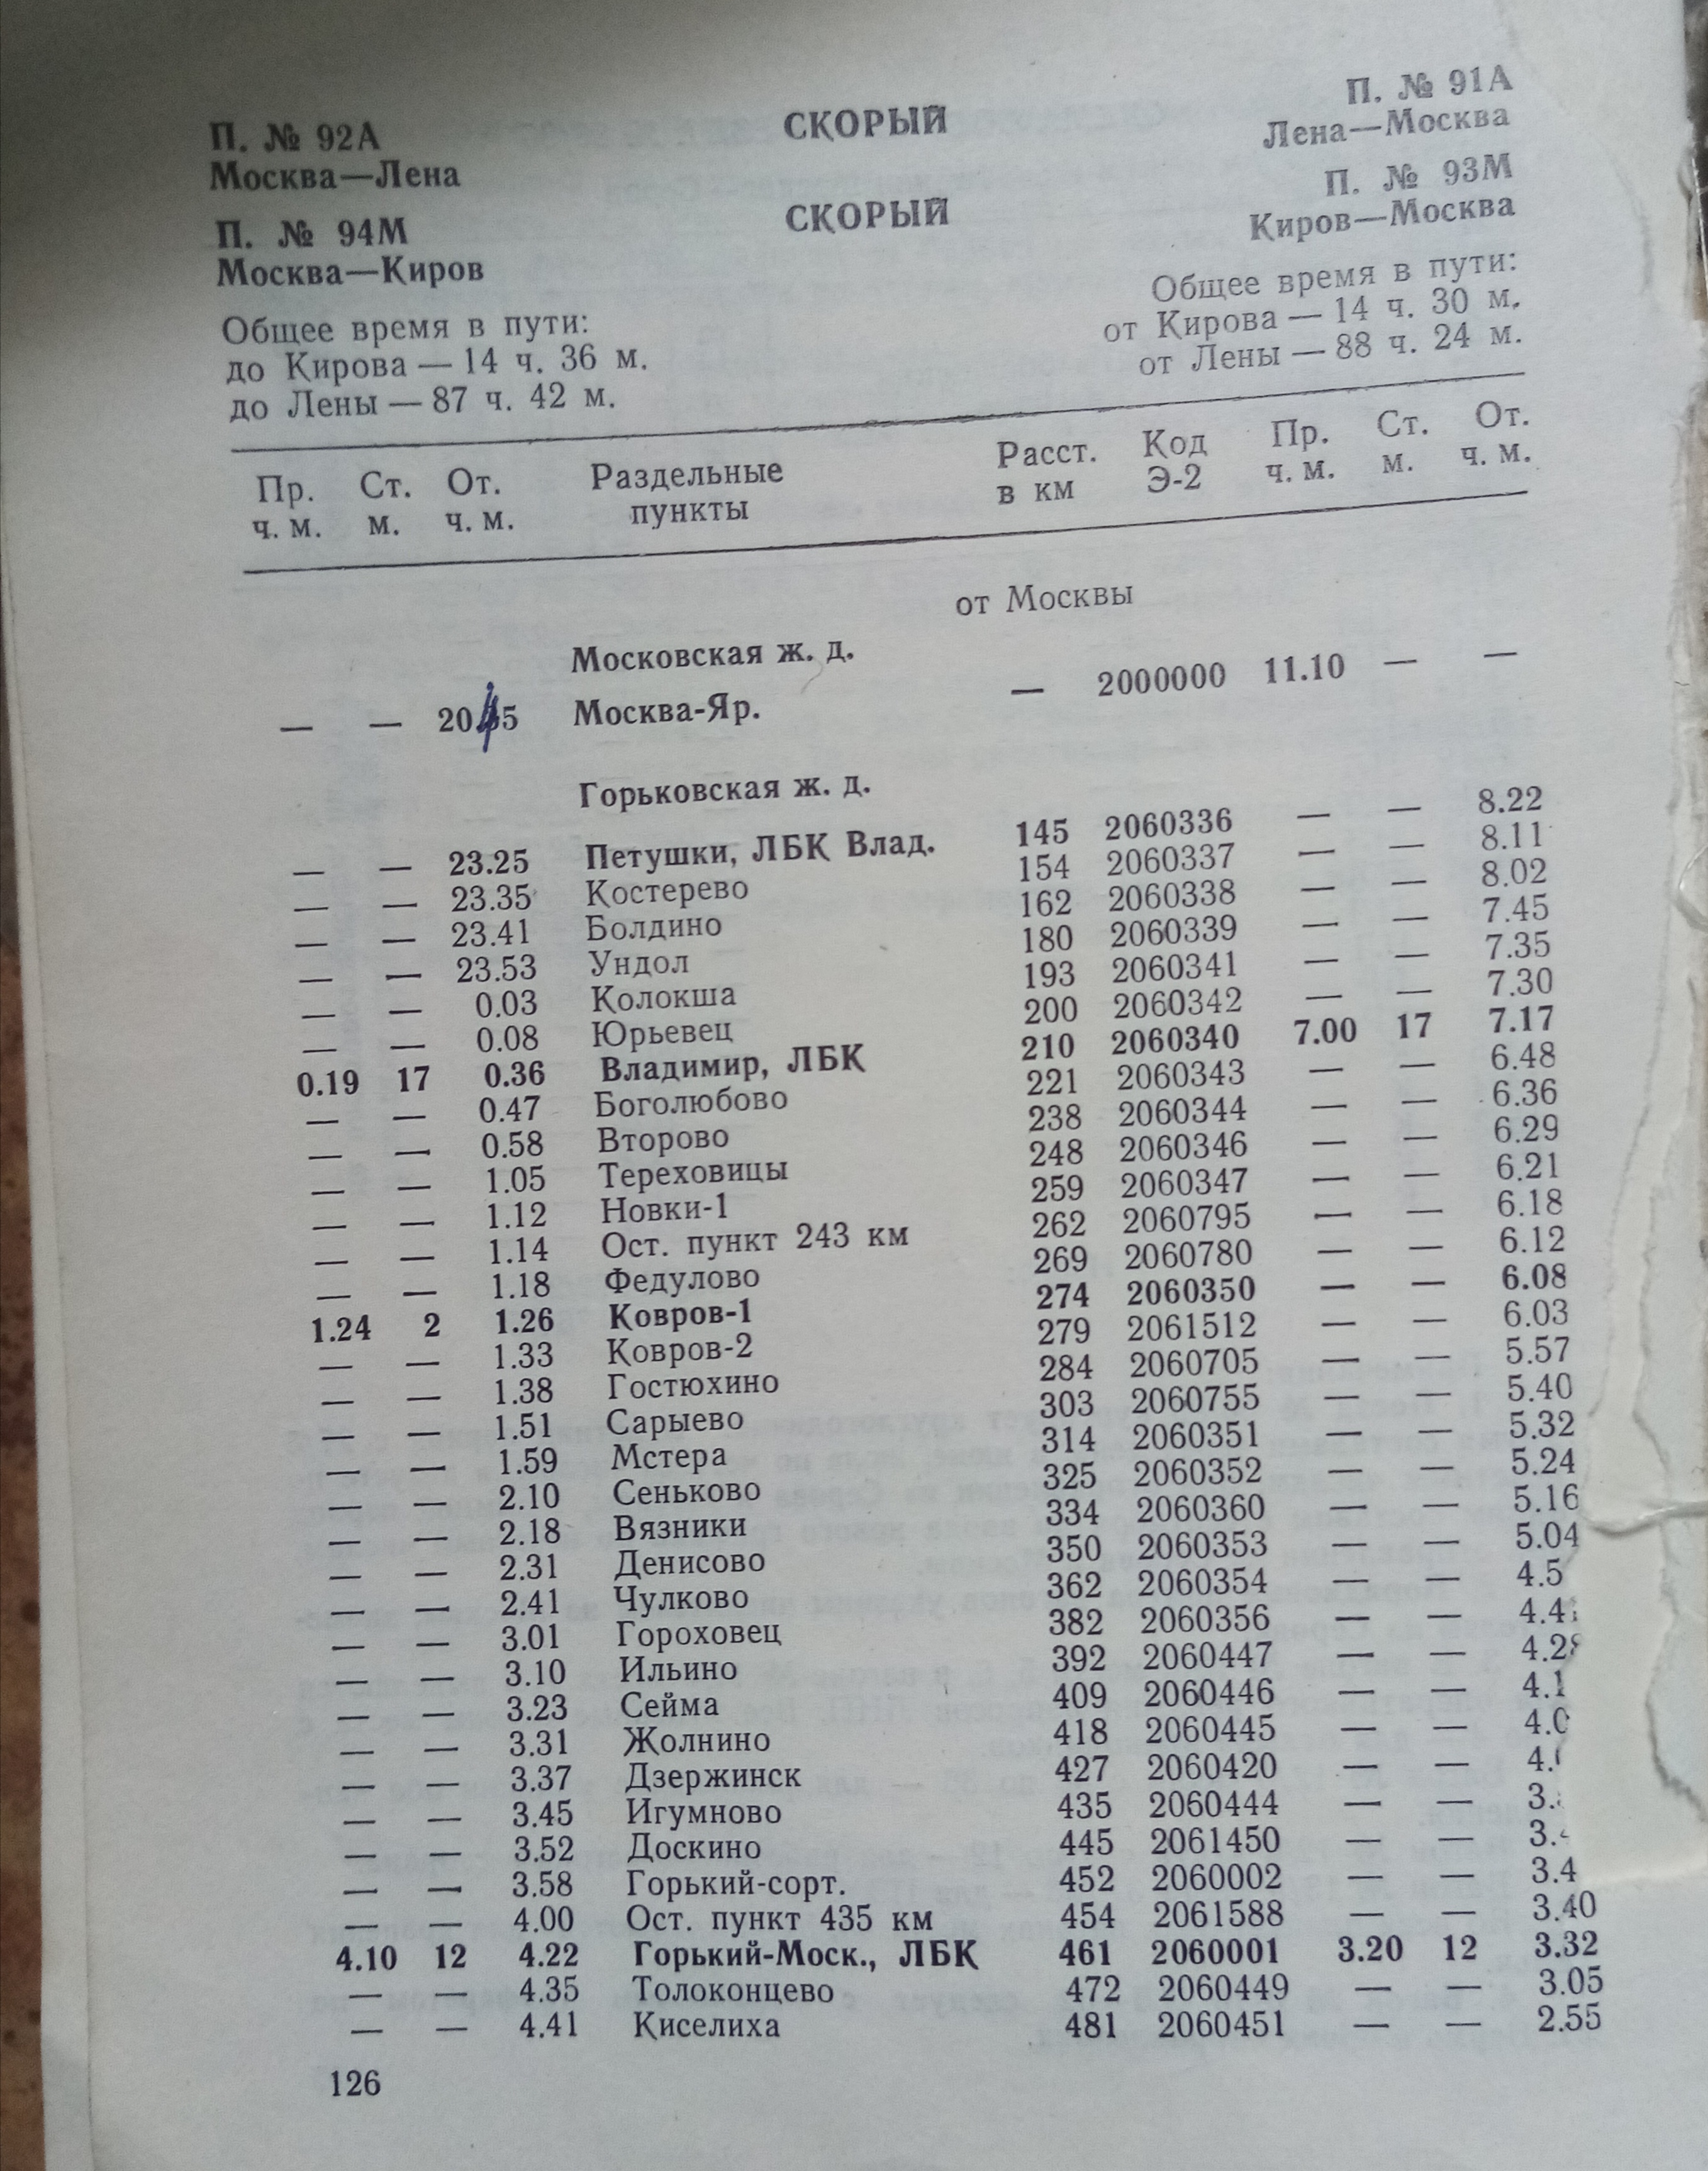 П. № 92А СКОРЫЙ П. № 91А
Москва—Лена Лена—Москва
П. № 94М СКОРЫЙ П. № 93М
Москва—Киров Киров—Москва
Общее время в пути: Общее время в пути:
до Кирова — 14 ч. 36 м. от Кирова — 14 ч. 30 м.
до Лены — 87 ч. 42 м. от Лены — 88 ч. 24 м.
Пр. Ст. От. Раздельные Расст. Код Пр. Ст. От.
ч. м. м. ч. м. пункты в км Э-2 ч. м. м. ч. м.
от Москвы
Московская ж. д.
— — 20.45 Москва-Яр. — 2000000 11.10 — —
Горьковская ж. д.
— — 23.25 Петушки, ЛБК Влад. 145 2060336 — — 8.22
— — 23.35 Костерево 154 2060337 — — 8.11
— — 23.41 Болдино 162 2060338 — — 8.02
— — 23.53 Ундол 180 2060339 — — 7.45
— — 0.03 Колокша 193 2060341 — — 7.35
— — 0.08 Юрьевец 200 2060342 — — 7.30
0.19 17 0.36 Владимир, ЛБК 210 2060340 7.00 17 7.17
— — 0.47 Боголюбово 221 2060343 — — 6.48
— — 0.58 Второво 238 2060344 — — 6.36
— — 1.05 Тереховицы 248 2060346 — — 6.29
— — 1.12 Новки-1 259 2060347 — — 6.21
— — 1.14 Ост. пункт 243 км 262 2060795 — — 6.18
— — 1.18 Федулово 269 2060780 — — 6.12
1.24 2 1.26 Ковров-1 274 2060350 — — 6.08
— — 1.33 Ковров-2 279 2061512 — — 6.03
— — 1.38 Гостюхино 284 2060705 — — 5.57
— — 1.51 Сарыево 303 2060755 — — 5.40
— — 1.59 Мстера 314 2060351 — — 5.32
— — 2.10 Сеньково 325 2060352 — — 5.24
— — 2.18 Вязники 334 2060360 — — 5.16
— — 2.31 Денисово 350 2060353 — — 5.04
— — 2.41 Чулково 362 2060354 — —
— — 3.01 Гороховец 382 2060356 — —
— — 3.10 Ильино 392 2060447 — —
— — 3.23 Сейма 409 2060446 — —
— — 3.31 Жолнино 418 2060445 — —
— — 3.37 Дзержинск 427 2060420 — —
— — 3.45 Игумново 435 2060444 — —
— — 3.52 Доскино 445 2061450 — —
— — 3.58 Горький-сорт. 452 2060002 — —
— — 4.00 Ост. пункт 435 км 454 2061588 — — 3.40
4.10 12 4.22 Горький-Моск., ЛБК 461 2060001 3.20 12 3.32
— — 4.35 Толоконцево 472 2060449 — — 3.05
— — 4.41 Киселиха 481 2060451 — — 2.55
126